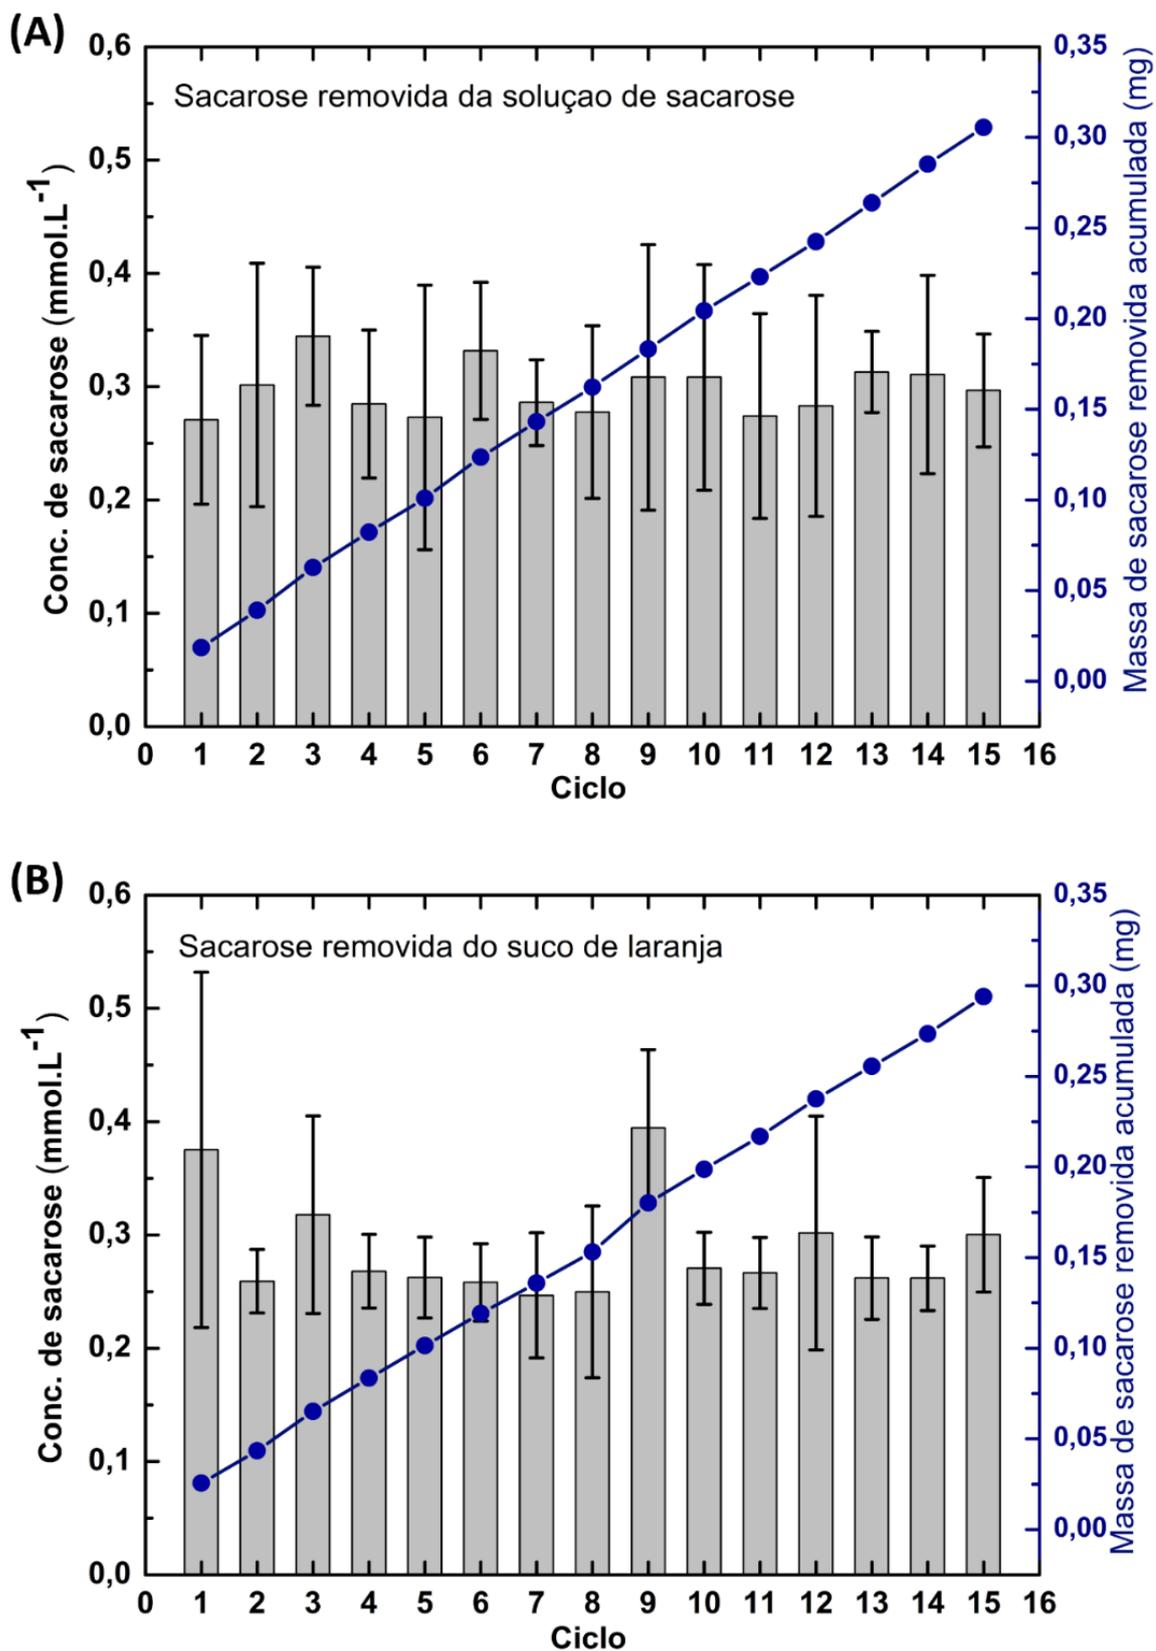 (A)
Sacarose removida da soluçao de sacarose
Conc. de sacarose (mmol.L-1)
0,6
0,5
0,4
0,3
0,2
0,1
0,0
0 1 2 3 4 5 6 7 8 9 10 11 12 13 14 15 16
Ciclo
0,35
0,30
0,25
0,20
0,15
0,10
0,05
0,00
Massa de sacarose removida acumulada (mg)
(B)
Sacarose removida do suco de laranja
Conc. de sacarose (mmol.L-1)
0,6
0,5
0,4
0,3
0,2
0,1
0,0
0 1 2 3 4 5 6 7 8 9 10 11 12 13 14 15 16
Ciclo
0,35
0,30
0,25
0,20
0,15
0,10
0,05
0,00
Massa de sacarose removida acumulada (mg)